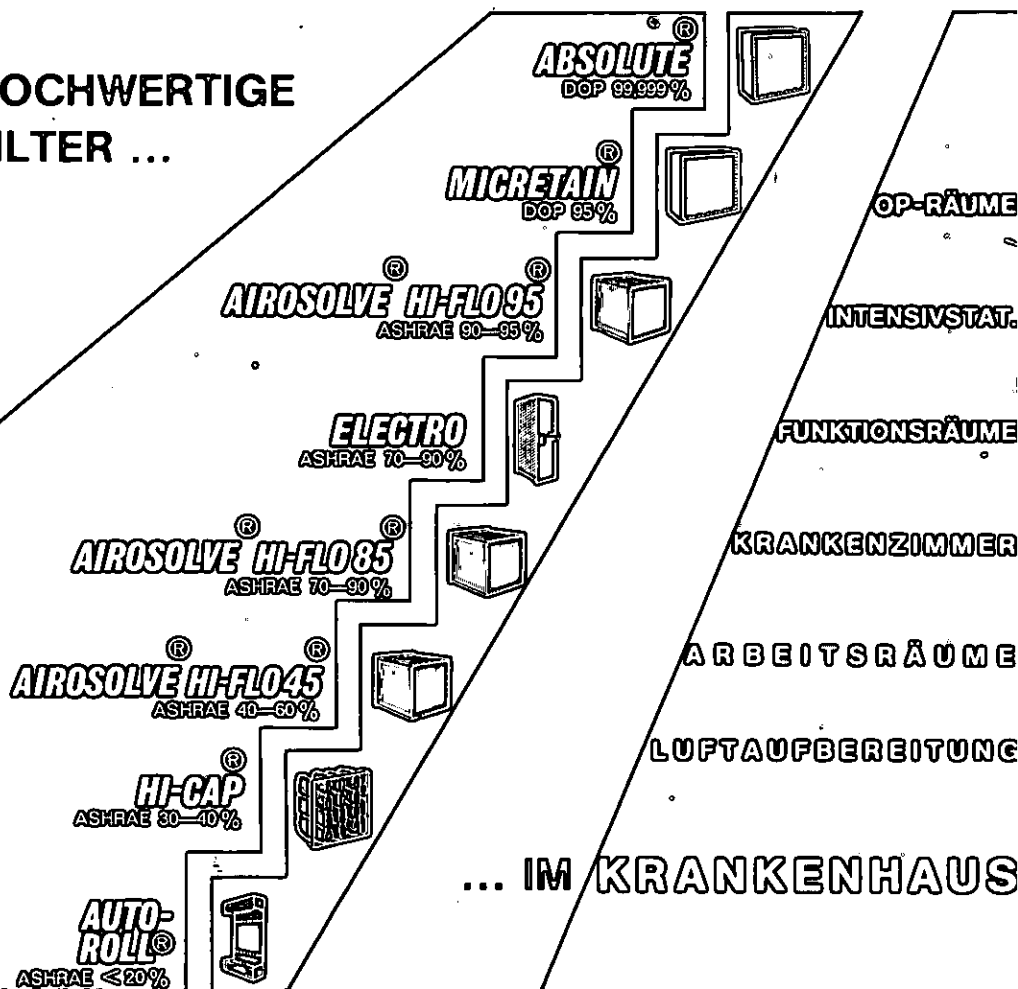 OCHWERTIGE
ILTER ...
ABSOLUTE®
DOP 99,999 %
MICRETAIN®
DOP 95 %
AIROSOLVE® HI-FLO 95®
ASHRAE 90—95 %
ELECTRO
ASHRAE 70—90 %
AIROSOLVE® HI-FLO 85®
ASHRAE 70—90 %
AIROSOLVE® HI-FLO 45®
ASHRAE 40—60 %
HI-CAP®
ASHRAE 30—40 %
AUTO-
ROLL®
ASHRAE < 20 %
OP-RÄUME
INTENSIVSTAT.
FUNKTIONSRÄUME
KRANKENZIMMER
ARBEITSRÄUME
LUFTAUFBEREITUNG
... IM KRANKENHAUS